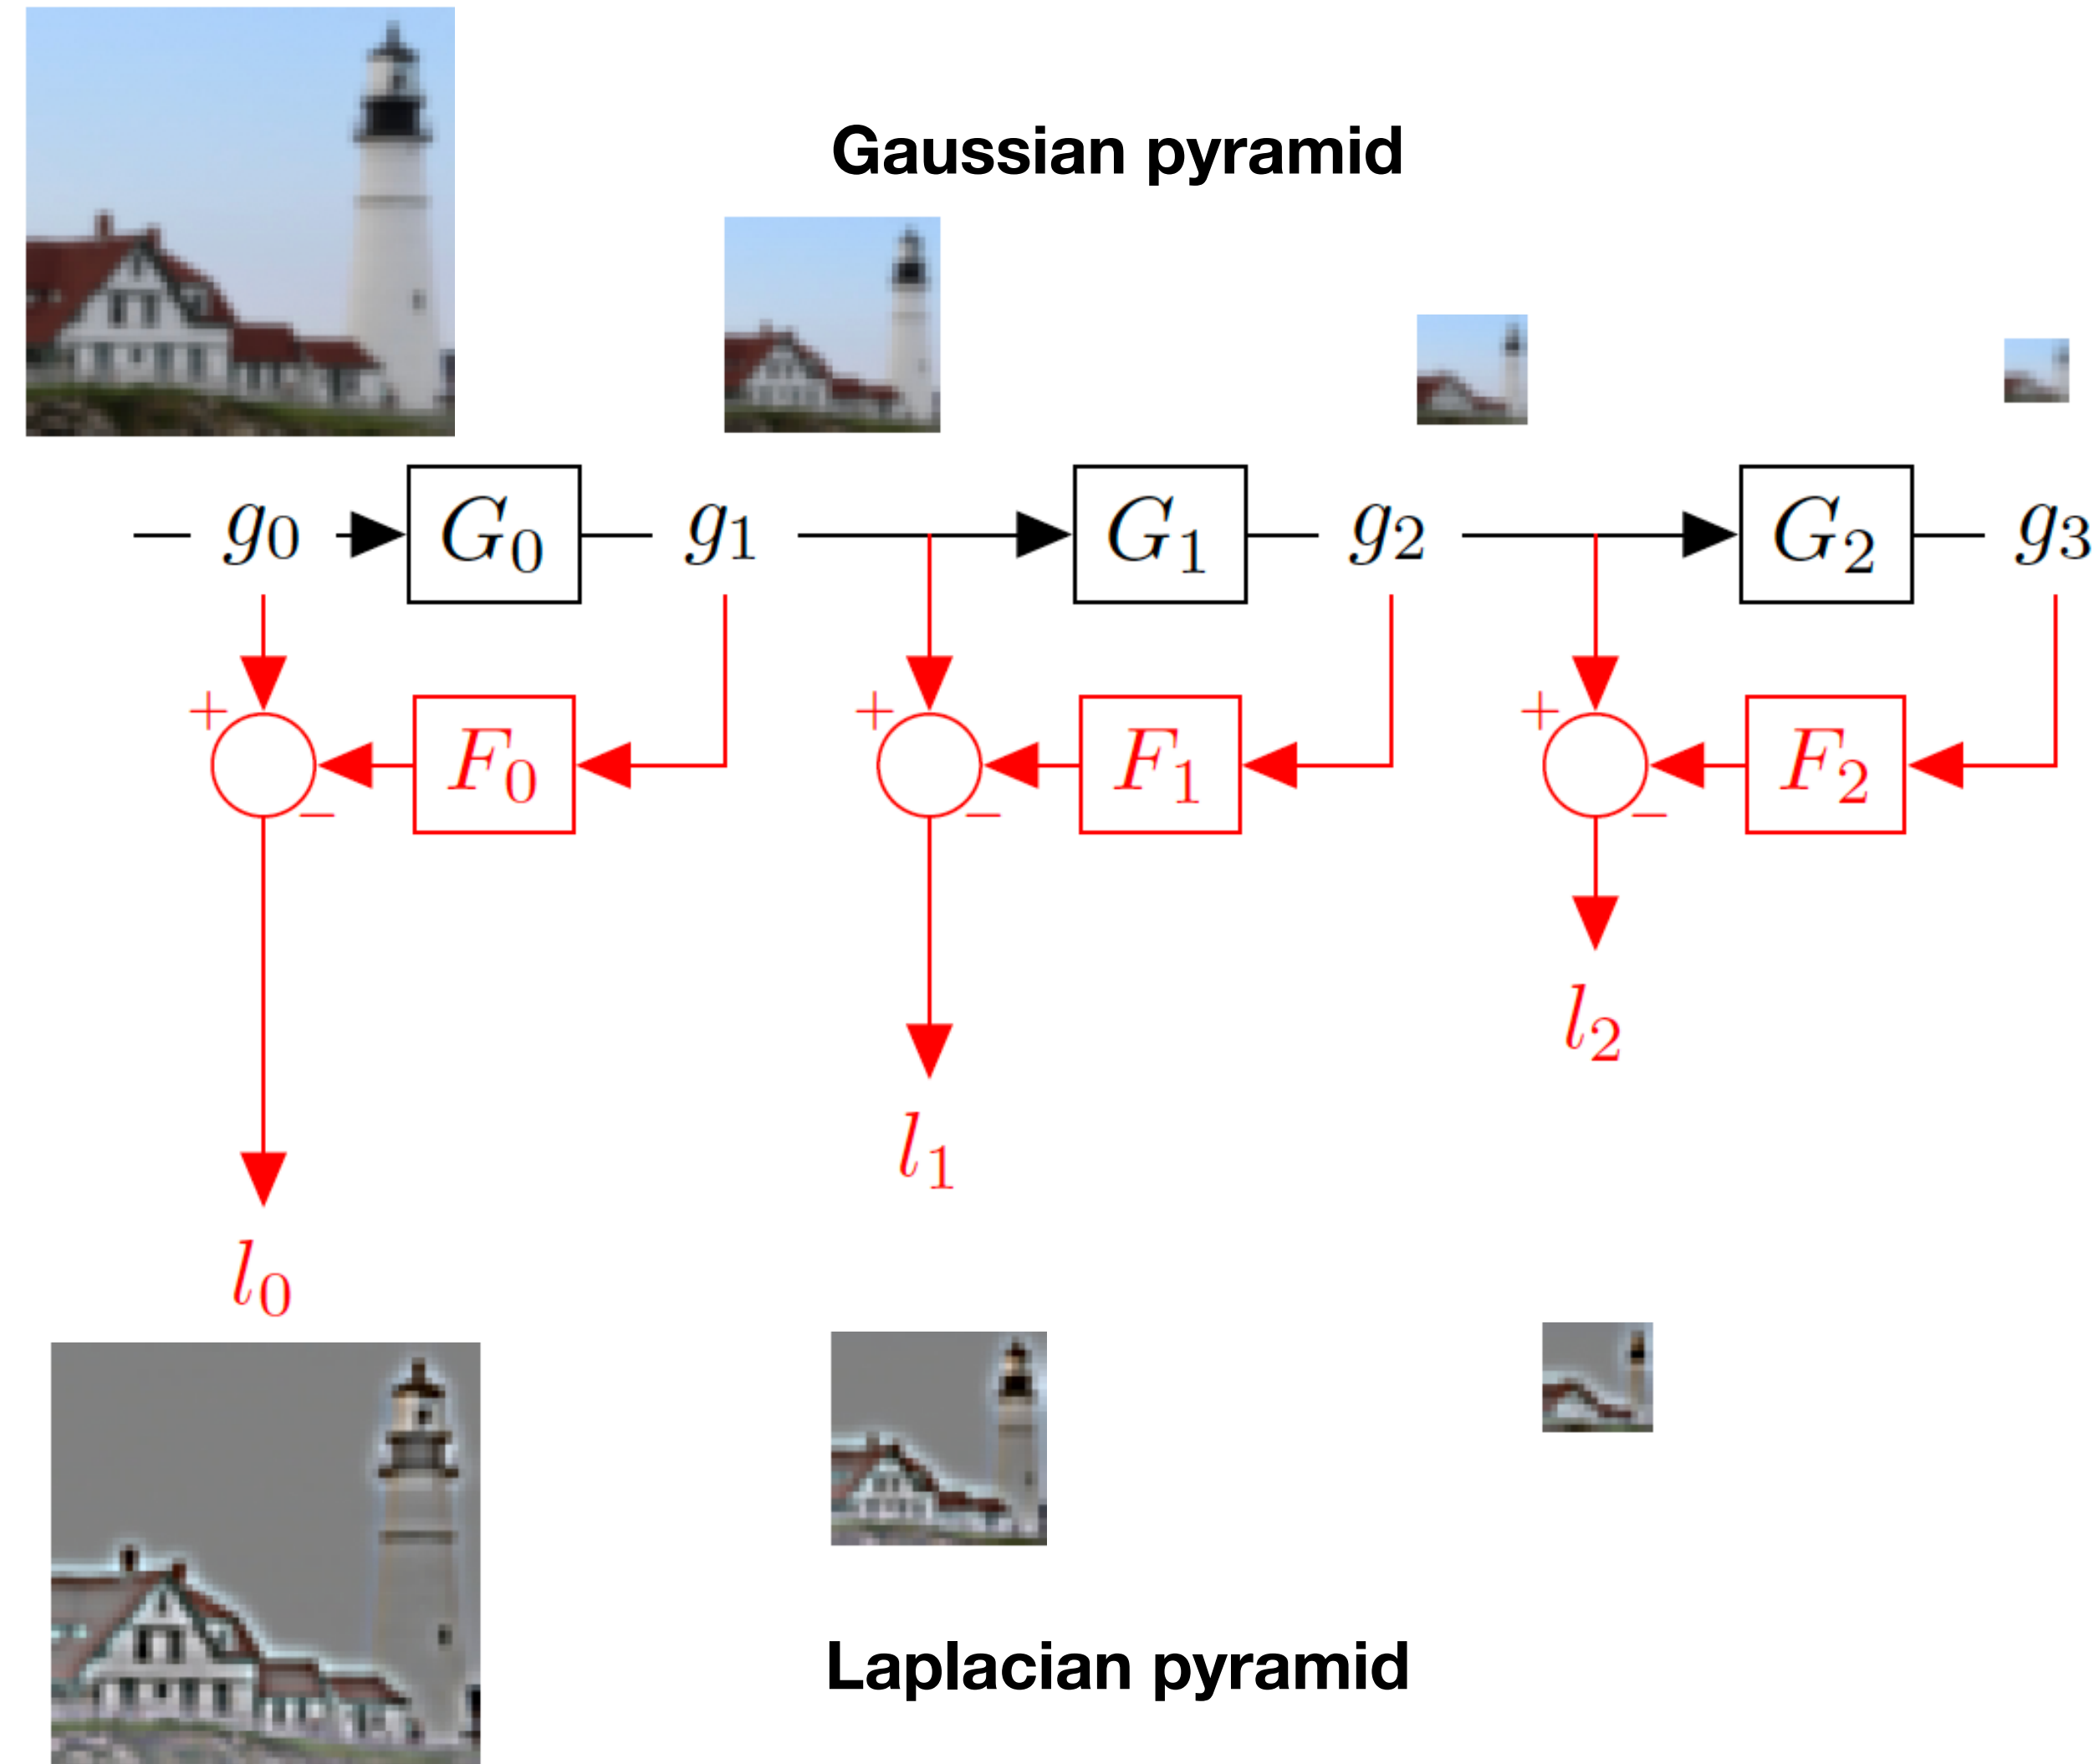 Gaussian pyramid
g₀ G₀ g₁ G₁ g₂ G₂ g₃
+ + +
F₀ F₁ F₂
− − −
l₂
l₁
l₀
Laplacian pyramid